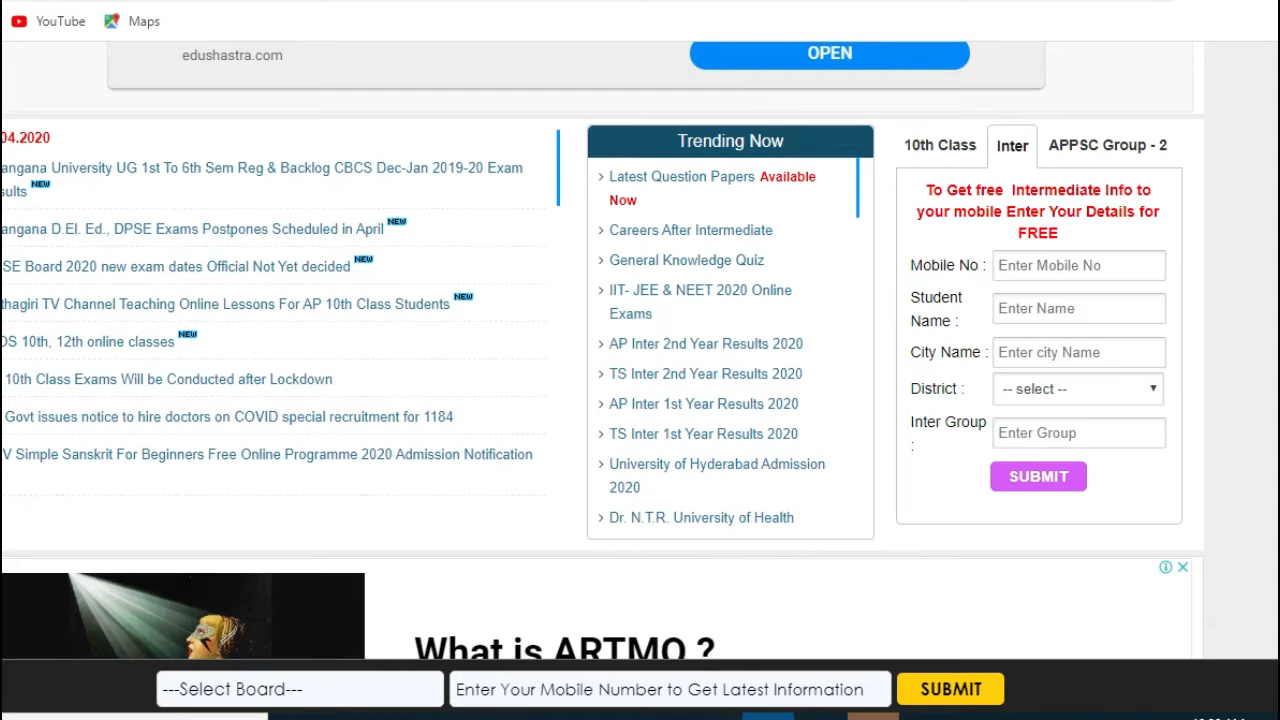 YouTube Maps
edushastra.com
OPEN
04.2020
angana University UG 1st To 6th Sem Reg & Backlog CBCS Dec-Jan 2019-20 Exam
sults NEW
angana D.El. Ed., DPSE Exams Postpones Scheduled in April NEW
SE Board 2020 new exam dates Official Not Yet decided NEW
thagiri TV Channel Teaching Online Lessons For AP 10th Class Students NEW
OS 10th, 12th online classes NEW
10th Class Exams Will be Conducted after Lockdown
Govt issues notice to hire doctors on COVID special recruitment for 1184
V Simple Sanskrit For Beginners Free Online Programme 2020 Admission Notification
Trending Now
Latest Question Papers Available
Now
Careers After Intermediate
General Knowledge Quiz
IIT- JEE & NEET 2020 Online
Exams
AP Inter 2nd Year Results 2020
TS Inter 2nd Year Results 2020
AP Inter 1st Year Results 2020
TS Inter 1st Year Results 2020
University of Hyderabad Admission
2020
Dr. N.T.R. University of Health
10th Class Inter APPSC Group - 2
To Get free Intermediate Info to
your mobile Enter Your Details for
FREE
Mobile No : Enter Mobile No
Student
Name : Enter Name
City Name : Enter city Name
District : -- select --
Inter Group
: Enter Group
SUBMIT
What is ARTMO ?
---Select Board--- Enter Your Mobile Number to Get Latest Information SUBMIT